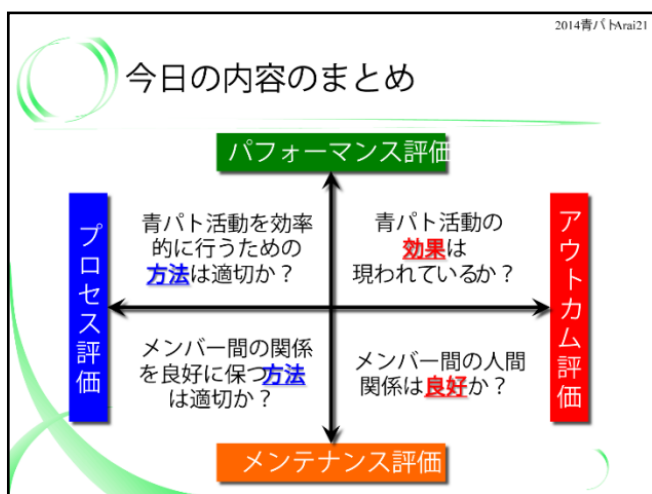 2014青パトArai21
今日の内容のまとめ
パフォーマンス評価
プロセス評価
青パト活動を効率
的に行うための
方法は適切か？
青パト活動の
効果は
現われているか？
アウトカム評価
メンバー間の関係
を良好に保つ方法
は適切か？
メンバー間の人間
関係は良好か？
メンテナンス評価